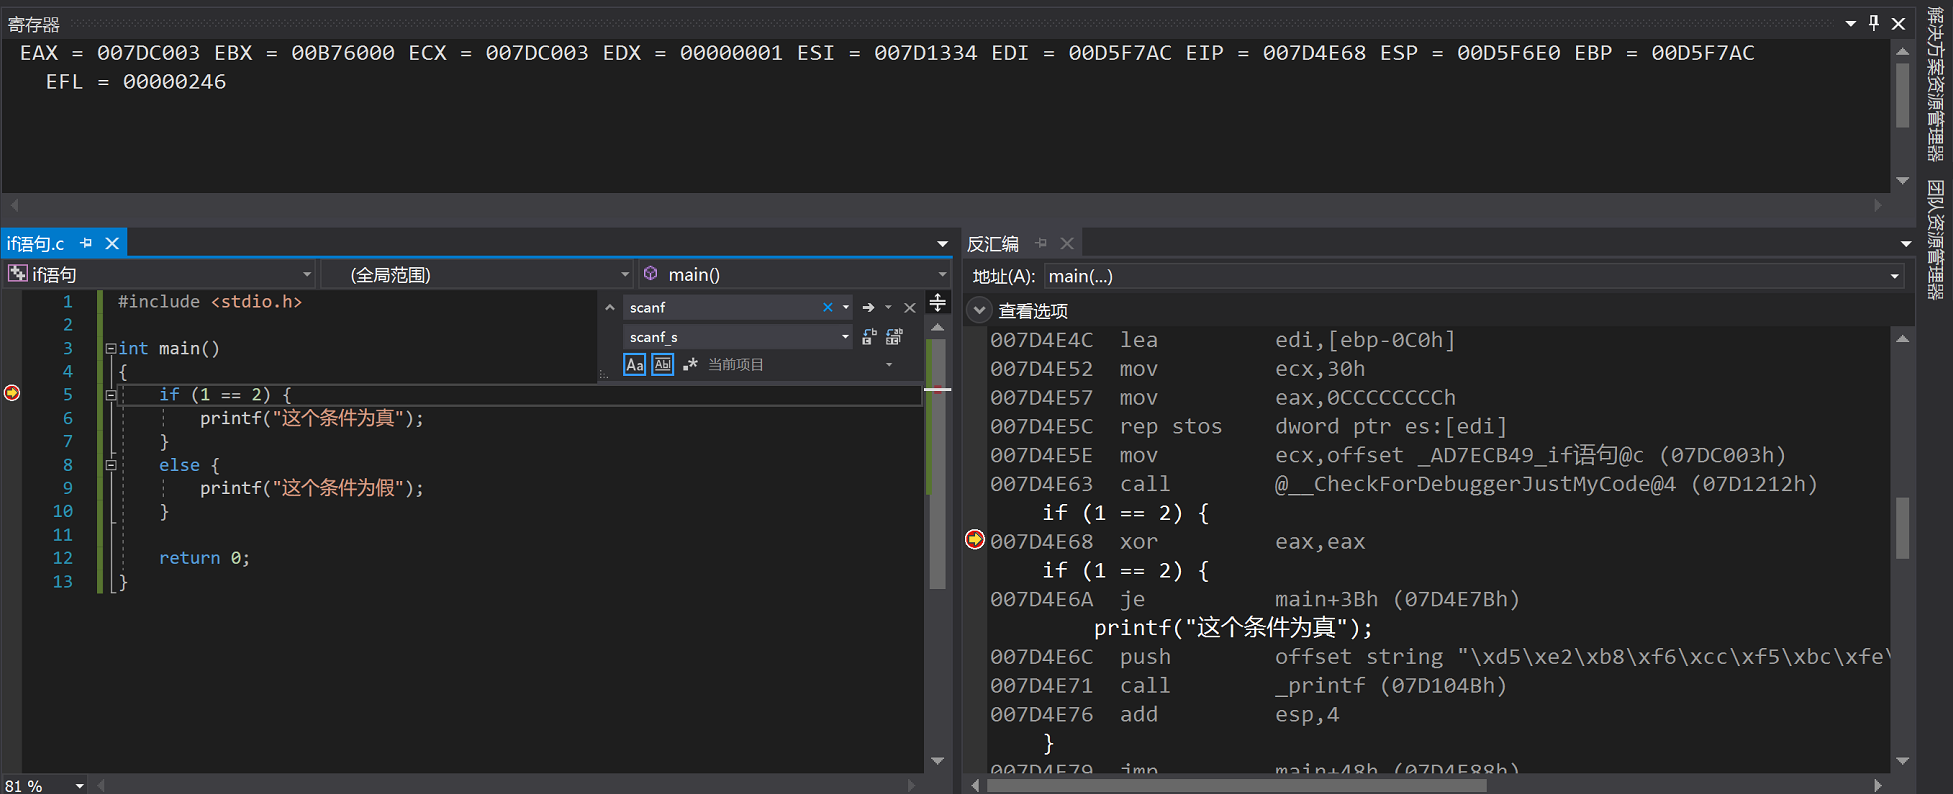 寄存器
EAX = 007DC003 EBX = 00B76000 ECX = 007DC003 EDX = 00000001 ESI = 007D1334 EDI = 00D5F7AC EIP = 007D4E68 ESP = 00D5F6E0 EBP = 00D5F7AC
EFL = 00000246
解决方案资源管理器
团队资源管理器
if语句.c
if语句
(全局范围)
main()
scanf
scanf_s
Aa
Abl
当前项目
1 #include <stdio.h>
2
3 int main()
4 {
5 if (1 == 2) {
6 printf("这个条件为真");
7 }
8 else {
9 printf("这个条件为假");
10 }
11
12 return 0;
13 }
81 %
反汇编
地址(A): main(...)
查看选项
007D4E4C lea edi,[ebp-0C0h]
007D4E52 mov ecx,30h
007D4E57 mov eax,0CCCCCCCCh
007D4E5C rep stos dword ptr es:[edi]
007D4E5E mov ecx,offset _AD7ECB49_if语句@c (07DC003h)
007D4E63 call @__CheckForDebuggerJustMyCode@4 (07D1212h)
if (1 == 2) {
007D4E68 xor eax,eax
if (1 == 2) {
007D4E6A je main+3Bh (07D4E7Bh)
printf("这个条件为真");
007D4E6C push offset string "\xd5\xe2\xb8\xf6\xcc\xf5\xbc\xfe\
007D4E71 call _printf (07D104Bh)
007D4E76 add esp,4
}
007D4E79 jmp main+48h (07D4E88h)